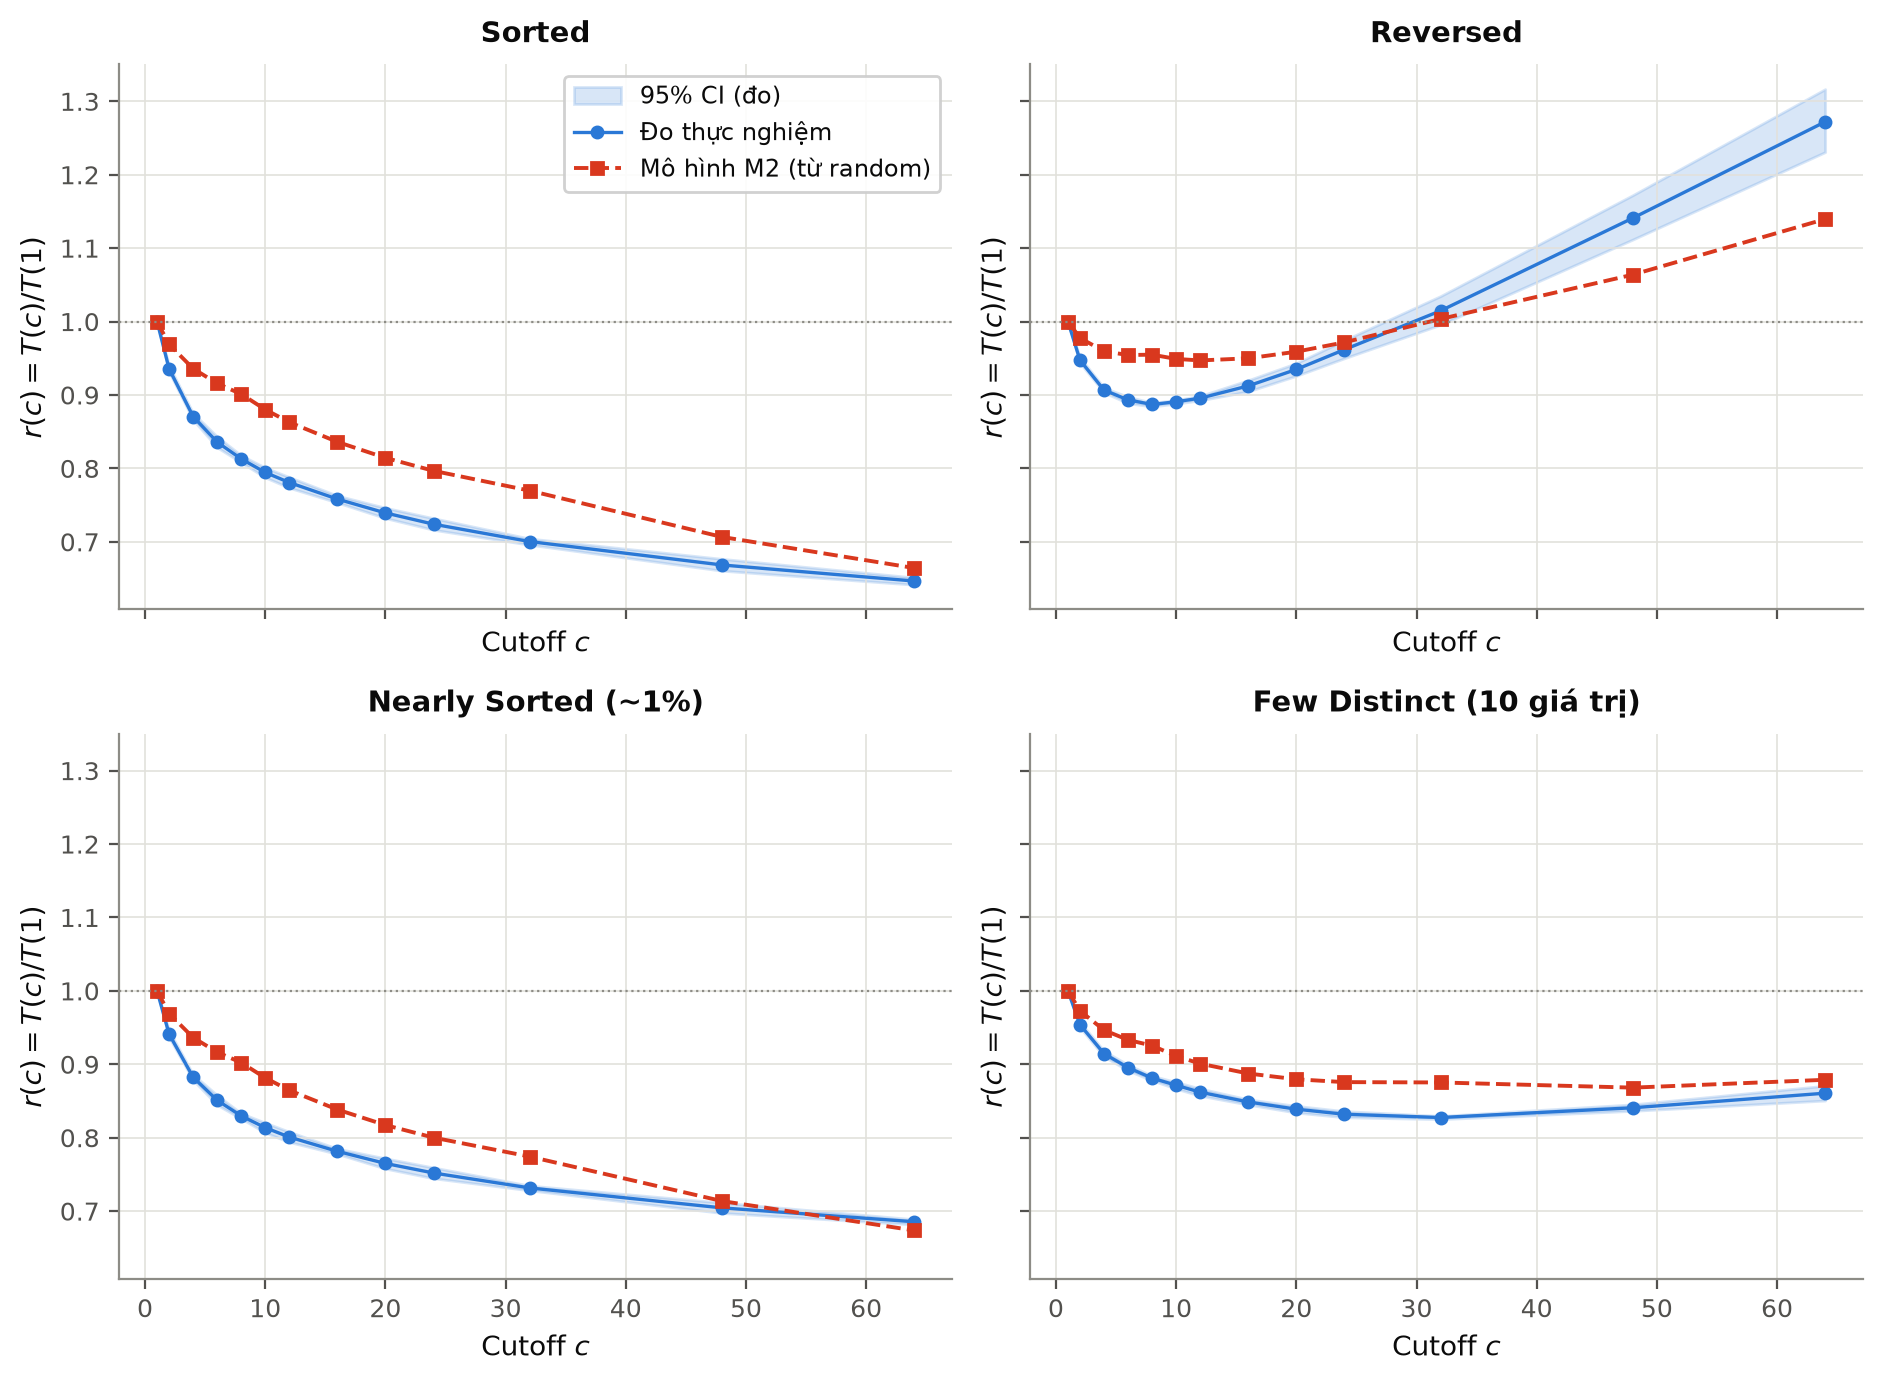 Sorted
1.3
1.2
1.1
1.0
0.9
0.8
0.7
r(c) = T(c)/T(1)
95% CI (đo)
Đo thực nghiệm
Mô hình M2 (từ random)
Cutoff c
Reversed
r(c) = T(c)/T(1)
Cutoff c
Nearly Sorted (~1%)
1.3
1.2
1.1
1.0
0.9
0.8
0.7
r(c) = T(c)/T(1)
0 10 20 30 40 50 60
Cutoff c
Few Distinct (10 giá trị)
r(c) = T(c)/T(1)
0 10 20 30 40 50 60
Cutoff c